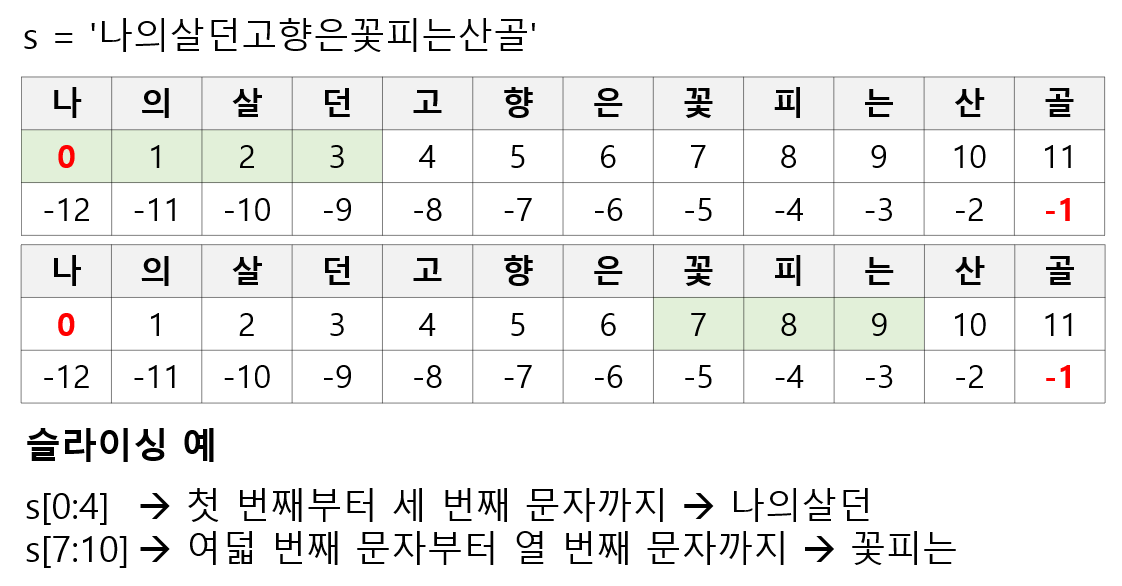 s = '나의살던고향은꽃피는산골'
나 의 살 던 고 향 은 꽃 피 는 산 골
0 1 2 3 4 5 6 7 8 9 10 11
-12 -11 -10 -9 -8 -7 -6 -5 -4 -3 -2 -1
나 의 살 던 고 향 은 꽃 피 는 산 골
0 1 2 3 4 5 6 7 8 9 10 11
-12 -11 -10 -9 -8 -7 -6 -5 -4 -3 -2 -1
슬라이싱 예
s[0:4] → 첫 번째부터 세 번째 문자까지 → 나의살던
s[7:10] → 여덟 번째 문자부터 열 번째 문자까지 → 꽃피는